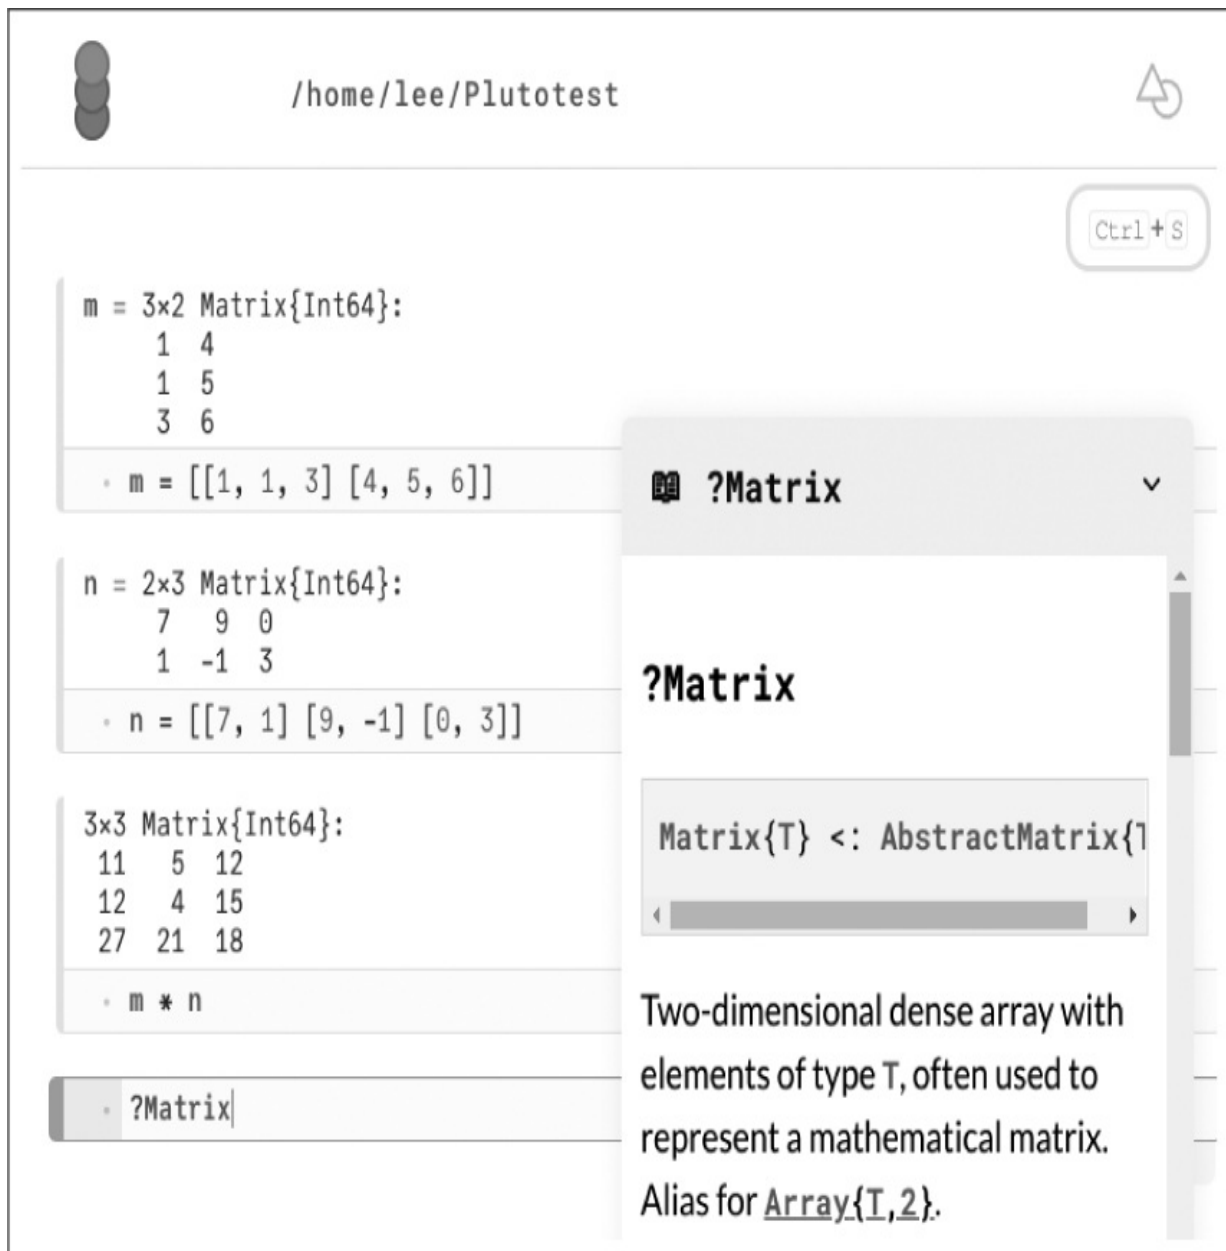 /home/lee/Plutotest
Ctrl+S
m = 3×2 Matrix{Int64}:
1 4
1 5
3 6
m = [[1, 1, 3] [4, 5, 6]]
n = 2×3 Matrix{Int64}:
7 9 0
1 -1 3
n = [[7, 1] [9, -1] [0, 3]]
3×3 Matrix{Int64}:
11 5 12
12 4 15
27 21 18
m * n
?Matrix
?Matrix
?Matrix
Matrix{T} <: AbstractMatrix{T
Two-dimensional dense array with
elements of type T, often used to
represent a mathematical matrix.
Alias for Array{T,2}.